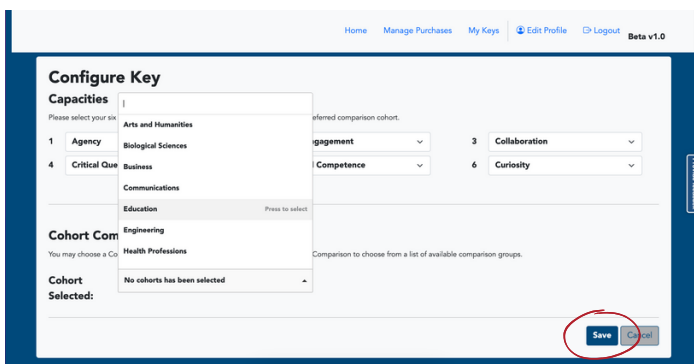 Home Manage Purchases My Keys Edit Profile Logout Beta v1.0
Configure Key
Capacities
Please select your six eferred comparison cohort.
1 Agency gagement 3 Collaboration
4 Critical Que Competence 6 Curiosity
Arts and Humanities
Biological Sciences
Business
Communications
Education Press to select
Engineering
Health Professions
Cohort Com
You may choose a Co Comparison to choose from a list of available comparison groups.
Cohort Selected: No cohorts has been selected
Save Cancel